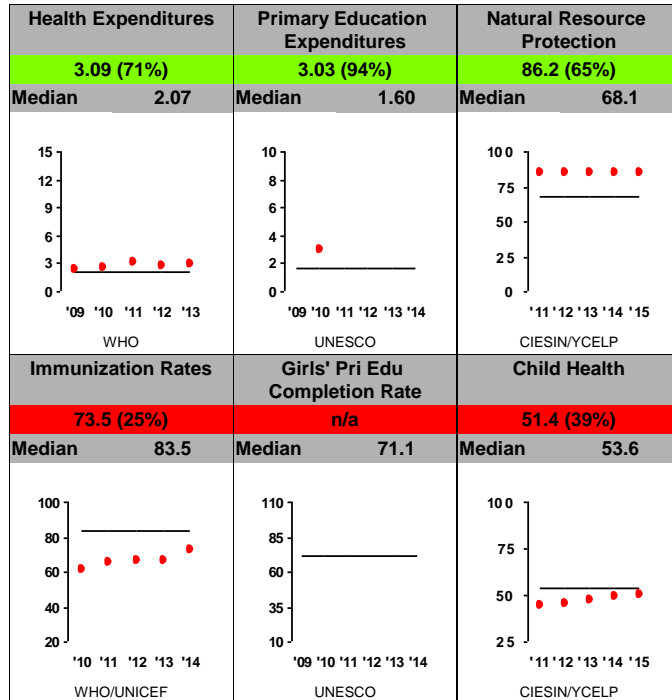 Health Expenditures
3.09 (71%)
Median 2.07
15
12
9
6
3
0
'09 '10 '11 '12 '13
WHO
Primary Education
Expenditures
3.03 (94%)
Median 1.60
10
8
6
4
2
0
'09 '10 '11 '12 '13 '14
UNESCO
Natural Resource
Protection
86.2 (65%)
Median 68.1
100
75
50
25
0
'11 '12 '13 '14 '15
CIESIN/YCELP
Immunization Rates
73.5 (25%)
Median 83.5
100
80
60
40
20
'10 '11 '12 '13 '14
WHO/UNICEF
Girls' Pri Edu
Completion Rate
n/a
Median 71.1
110
85
60
35
10
'09 '10 '11 '12 '13 '14
UNESCO
Child Health
51.4 (39%)
Median 53.6
100
75
50
25
'11 '12 '13 '14 '15
CIESIN/YCELP